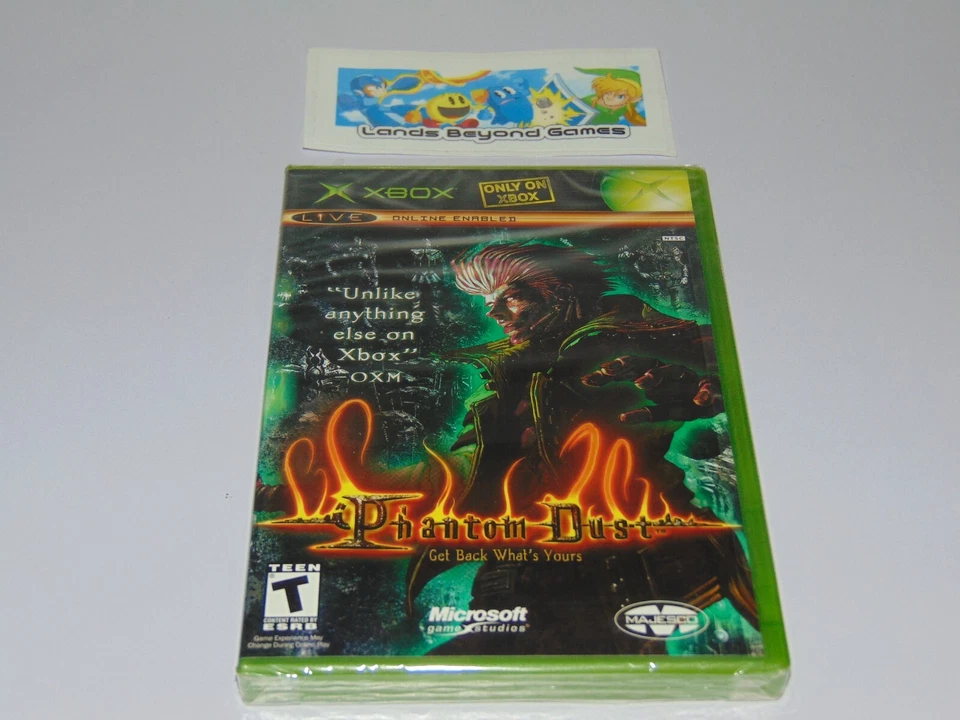 Lands Beyond Games
XBOX
ONLY ON
XBOX
LIVE ONLINE ENABLED
NTSC
"Unlike
anything
else on
Xbox"
-OXM
Phantom Dust™
Get Back What's Yours
TEEN
T
CONTENT RATED BY
ESRB
Game Experience May
Change During Online Play
Microsoft
game studios
MAJESCO